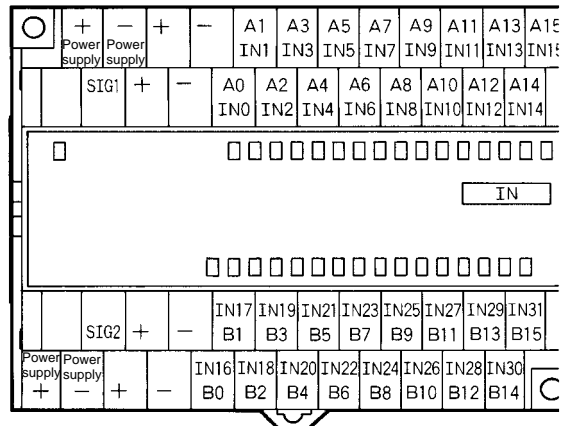 + − + − A1 A3 A5 A7 A9 A11 A13 A15
Power supply Power supply IN1 IN3 IN5 IN7 IN9 IN11 IN13 IN15
SIG1 + − A0 A2 A4 A6 A8 A10 A12 A14
IN0 IN2 IN4 IN6 IN8 IN10 IN12 IN14
IN
IN17 IN19 IN21 IN23 IN25 IN27 IN29 IN31
SIG2 + − B1 B3 B5 B7 B9 B11 B13 B15
Power supply Power supply IN16 IN18 IN20 IN22 IN24 IN26 IN28 IN30
+ − + − B0 B2 B4 B6 B8 B10 B12 B14